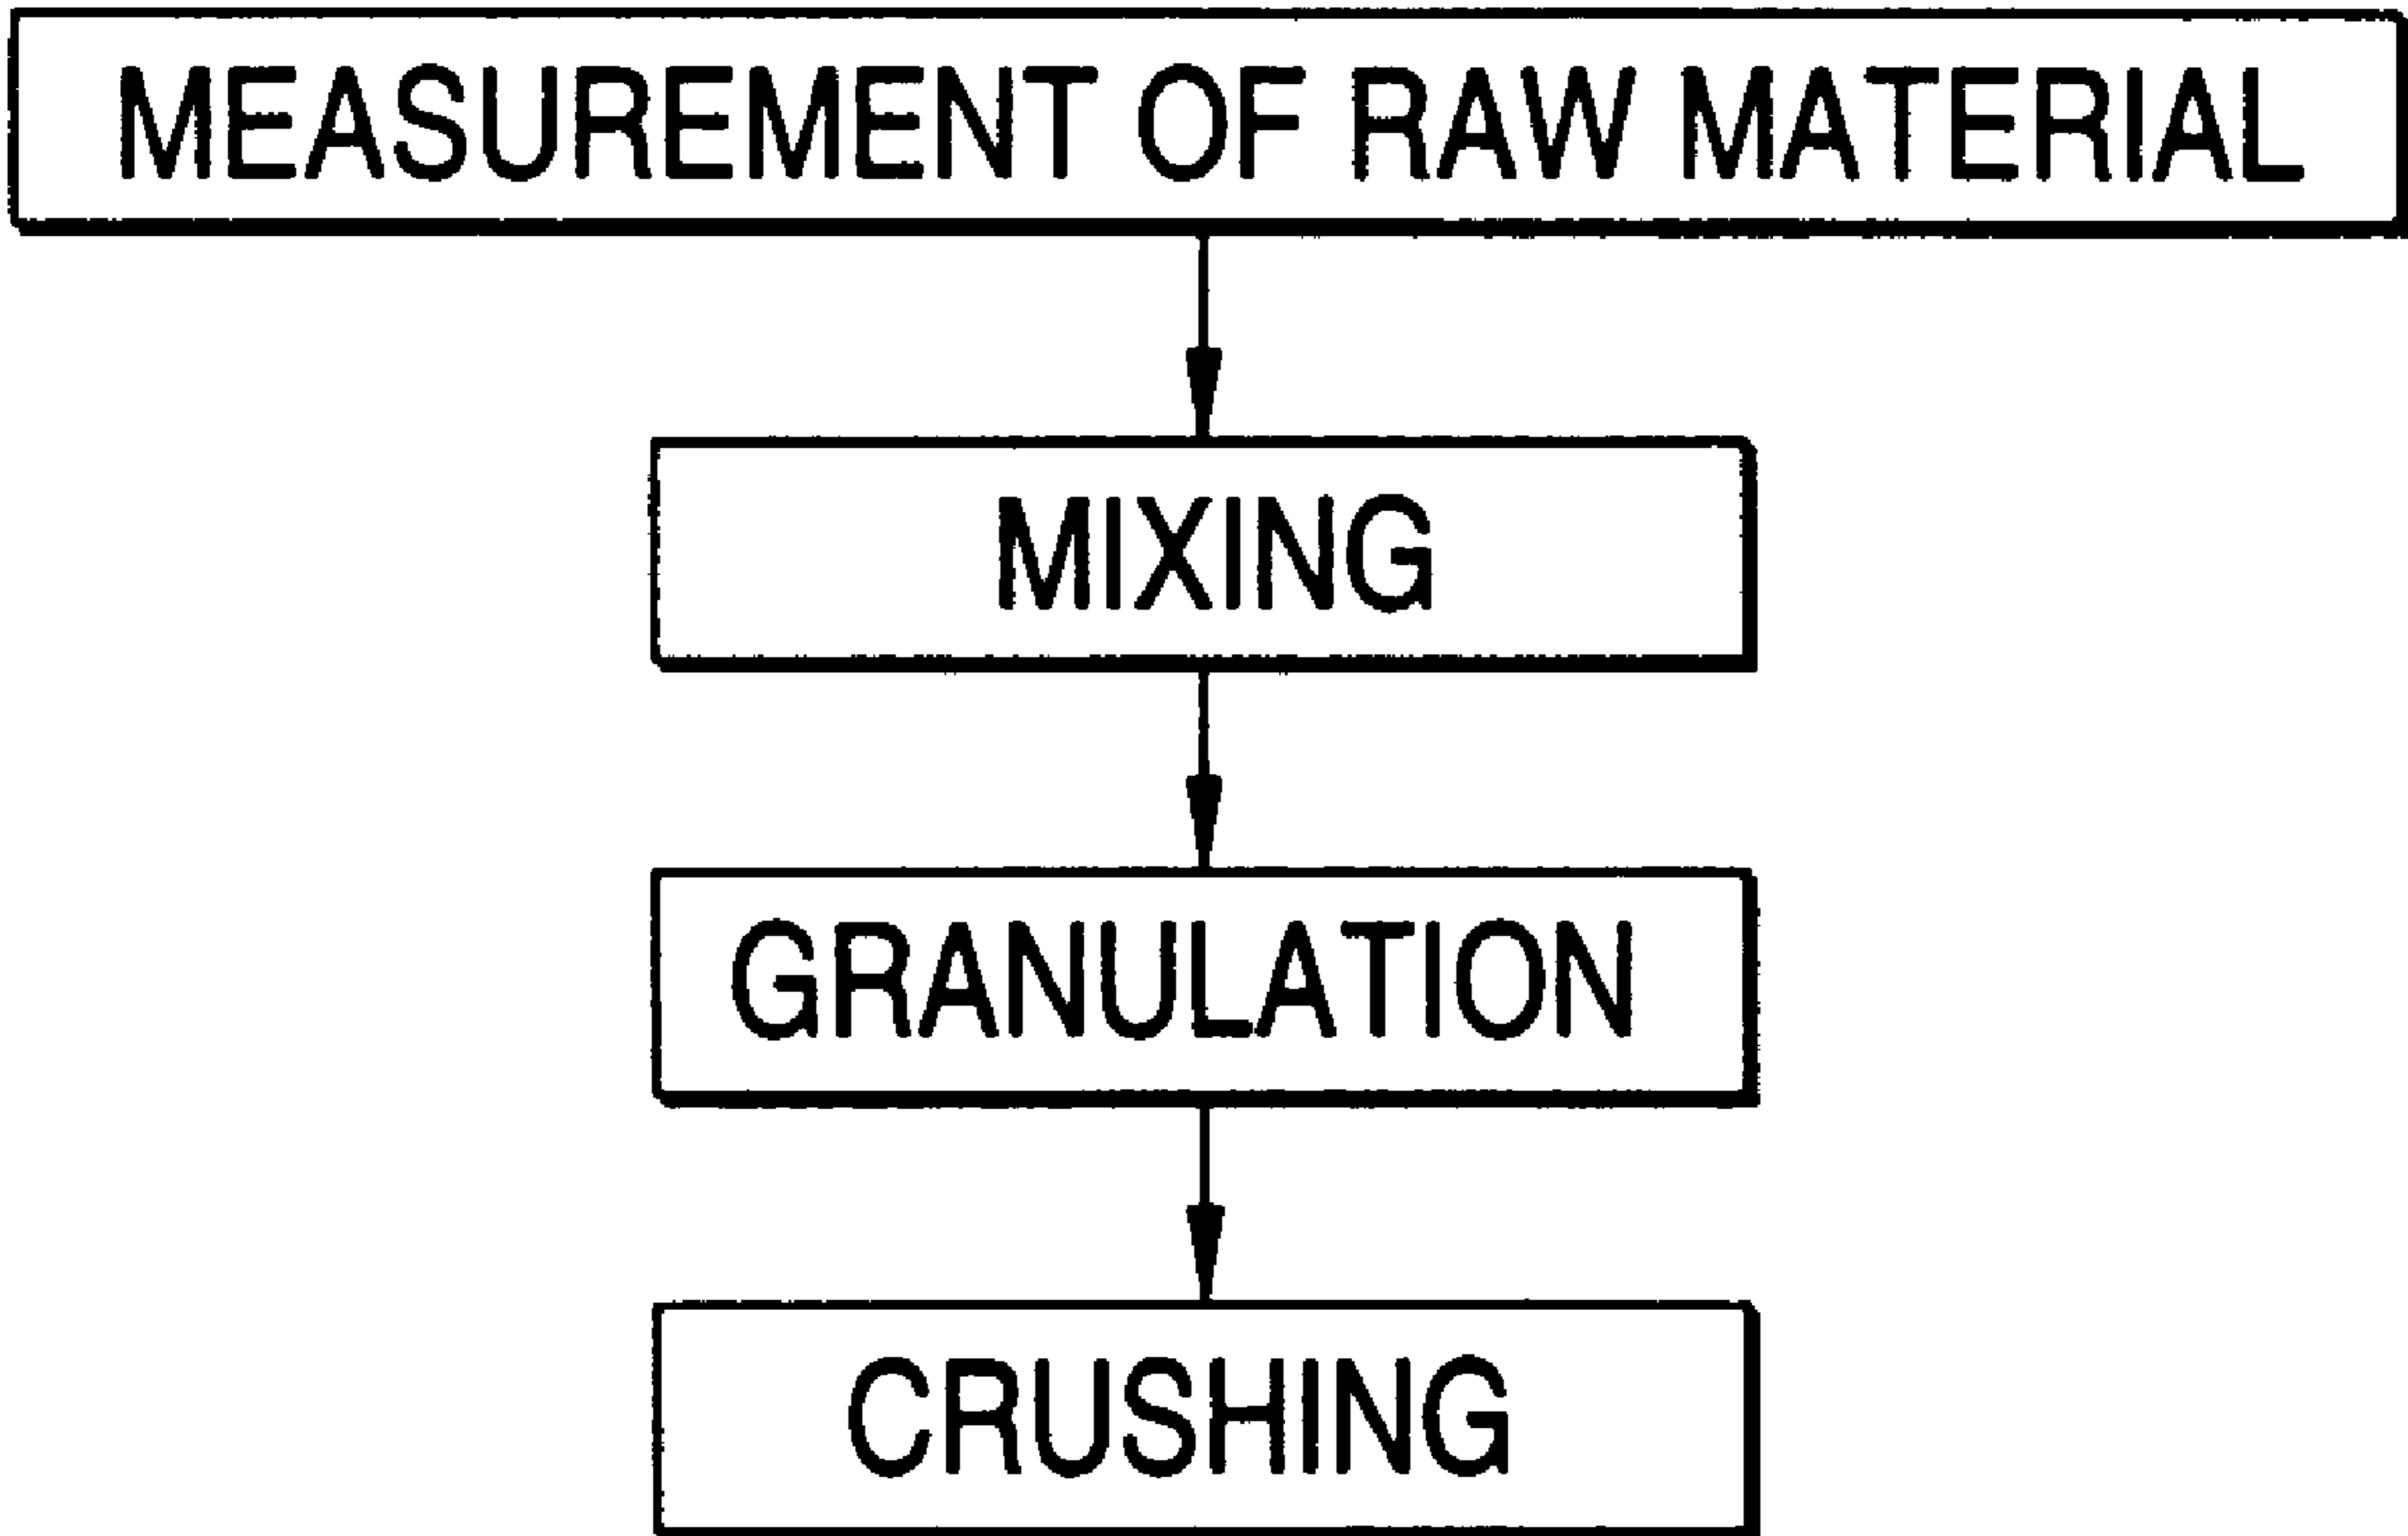 MEASUREMENT OF RAW MATERIAL
MIXING
GRANULATION
CRUSHING